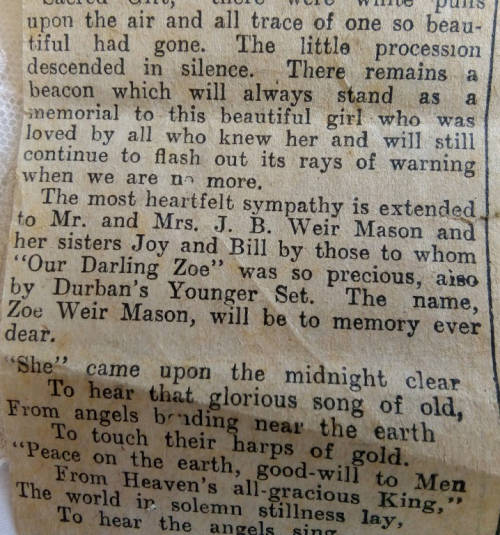 Sacred Gift, there were white puffs
upon the air and all trace of one so beau-
tiful had gone. The little procession
descended in silence. There remains a
beacon which will always stand as a
memorial to this beautiful girl who was
loved by all who knew her and will still
continue to flash out its rays of warning
when we are no more.
The most heartfelt sympathy is extended
to Mr. and Mrs. J. B. Weir Mason and
her sisters Joy and Bill by those to whom
"Our Darling Zoe" was so precious, also
by Durban's Younger Set. The name,
Zoe Weir Mason, will be to memory ever
dear.
"She" came upon the midnight clear
To hear that glorious song of old,
From angels bending near the earth
To touch their harps of gold.
"Peace on the earth, good-will to Men
From Heaven's all-gracious King,"
The world in solemn stillness lay,
To hear the angels sing